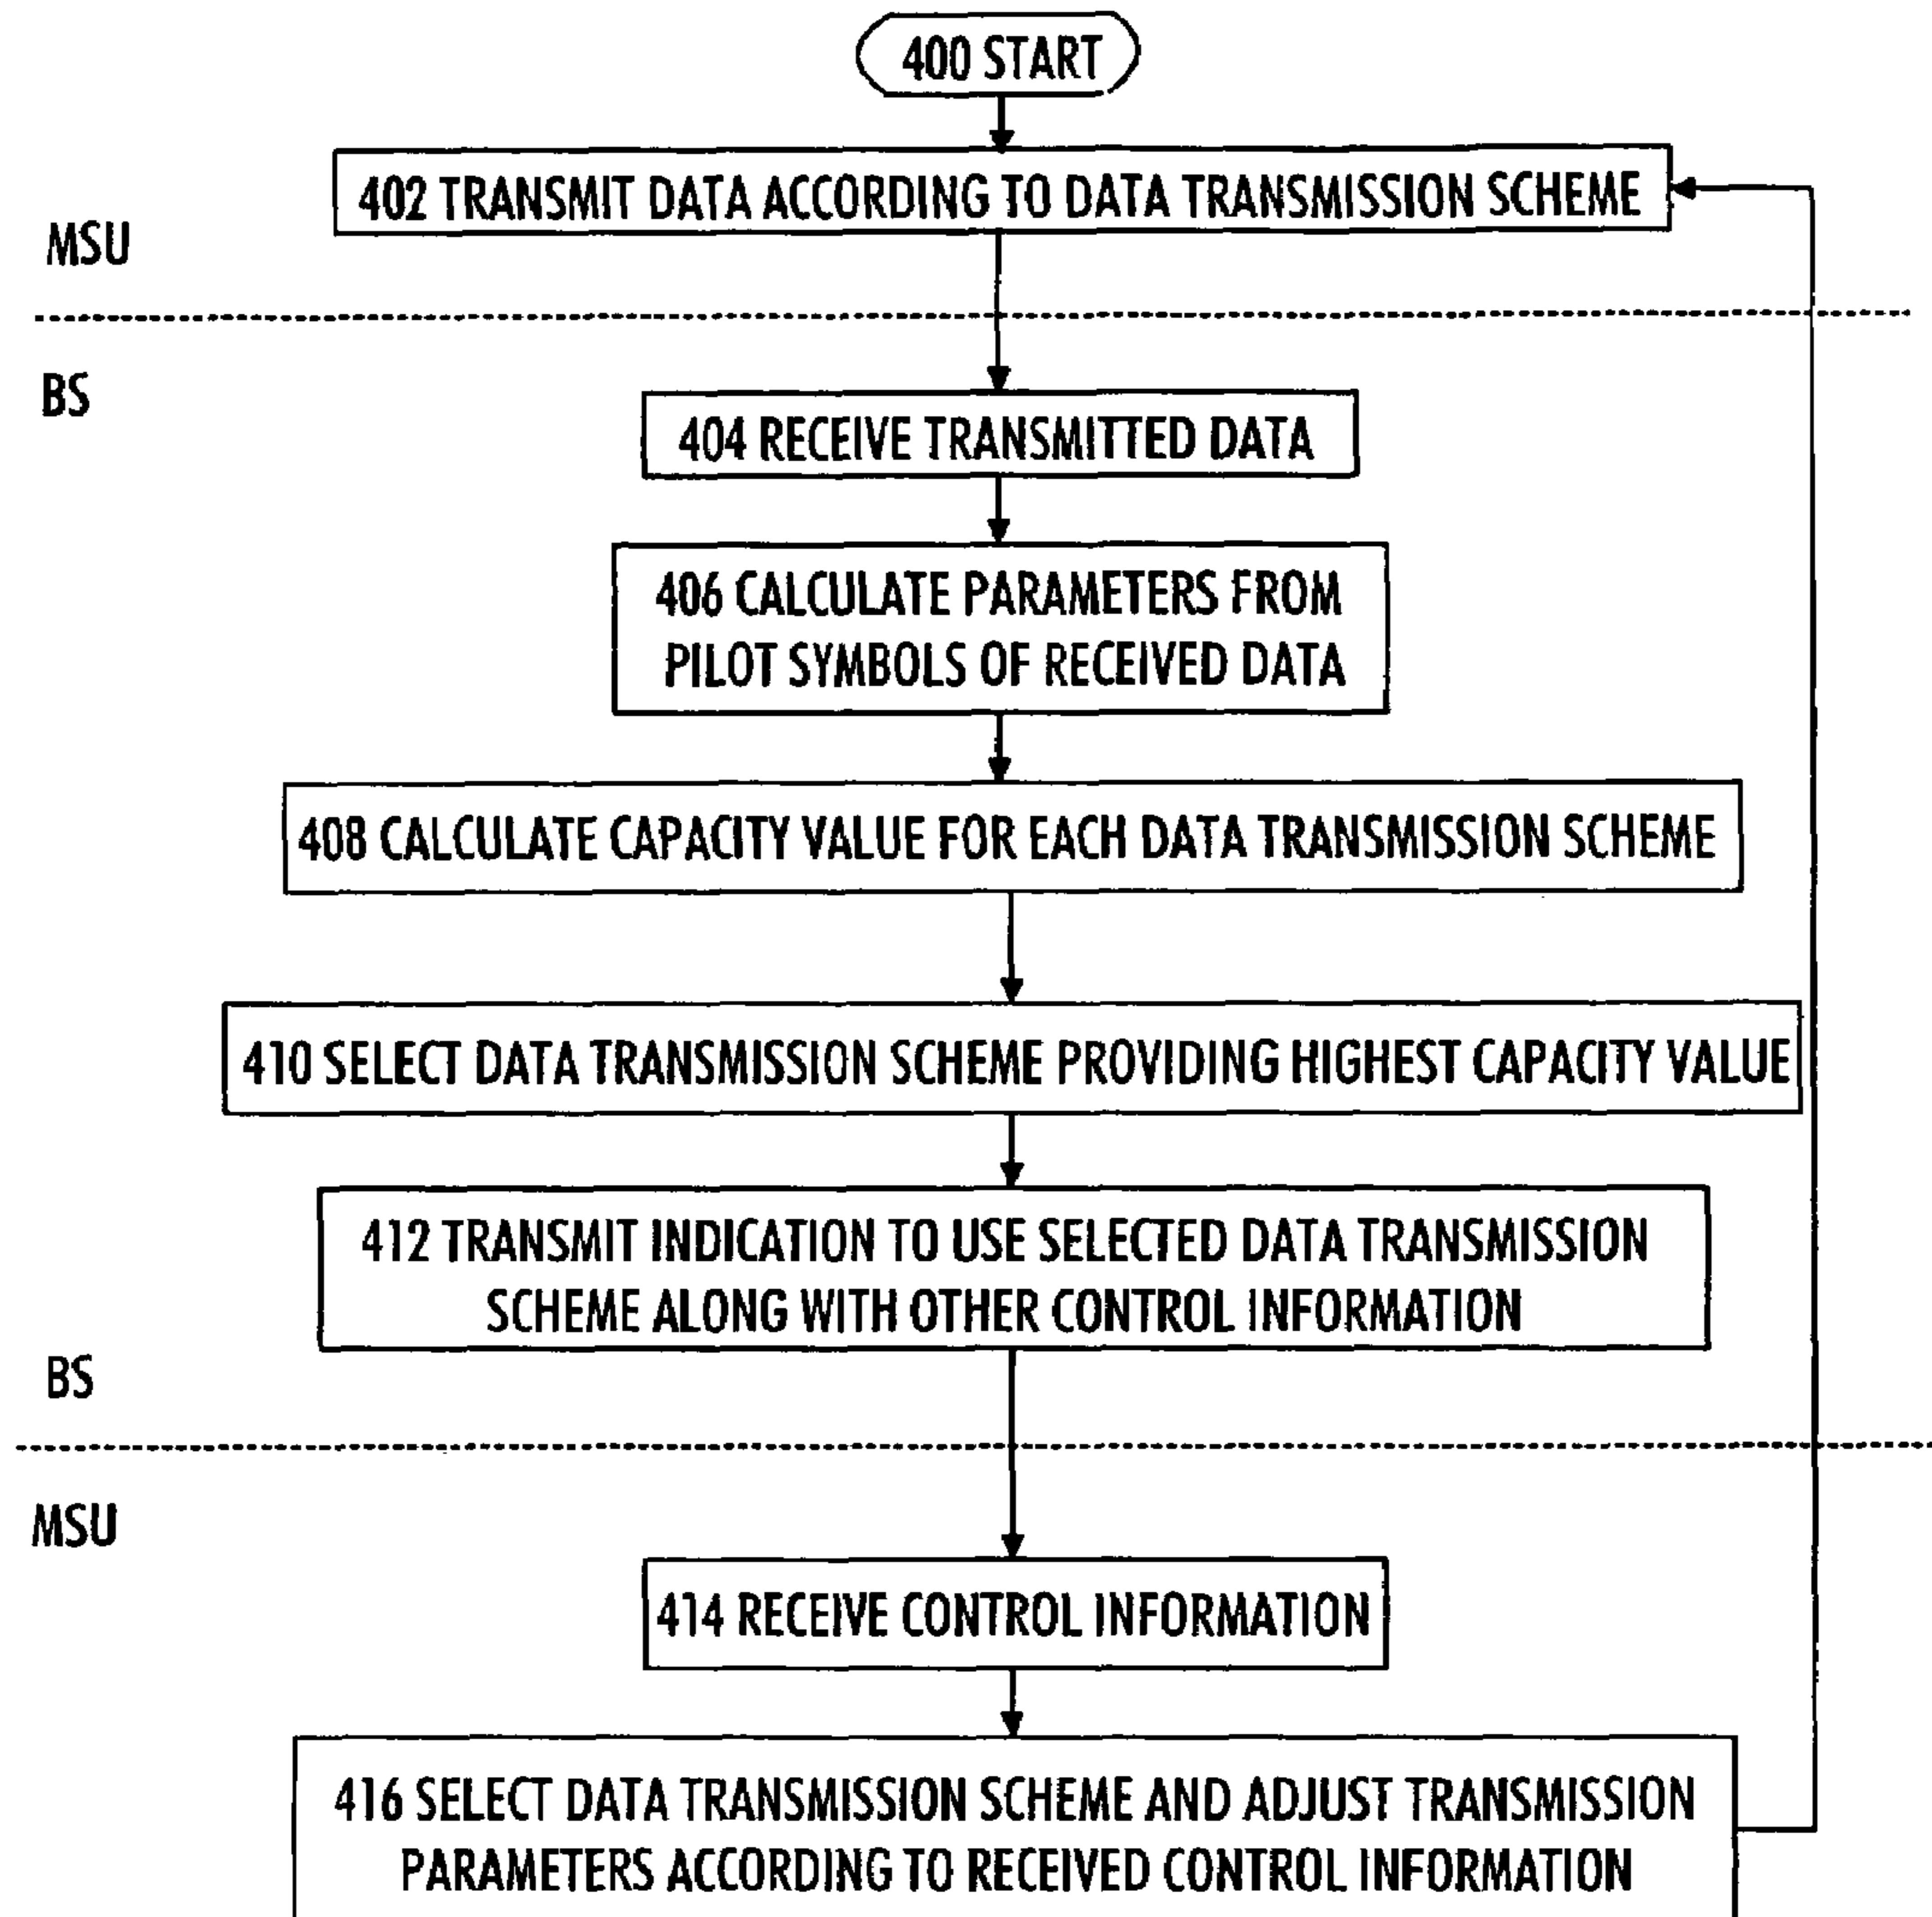 400 START
402 TRANSMIT DATA ACCORDING TO DATA TRANSMISSION SCHEME
MSU
BS
404 RECEIVE TRANSMITTED DATA
406 CALCULATE PARAMETERS FROM
PILOT SYMBOLS OF RECEIVED DATA
408 CALCULATE CAPACITY VALUE FOR EACH DATA TRANSMISSION SCHEME
410 SELECT DATA TRANSMISSION SCHEME PROVIDING HIGHEST CAPACITY VALUE
412 TRANSMIT INDICATION TO USE SELECTED DATA TRANSMISSION
SCHEME ALONG WITH OTHER CONTROL INFORMATION
BS
MSU
414 RECEIVE CONTROL INFORMATION
416 SELECT DATA TRANSMISSION SCHEME AND ADJUST TRANSMISSION
PARAMETERS ACCORDING TO RECEIVED CONTROL INFORMATION